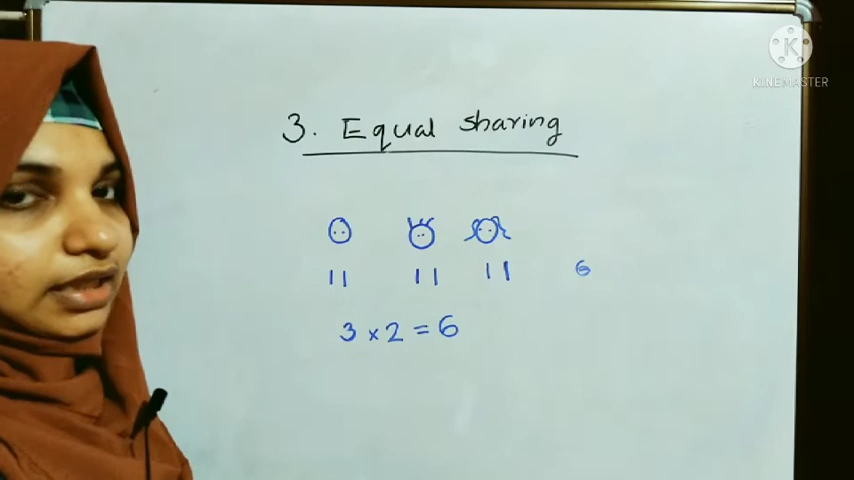 K
KINEMASTER
3. Equal sharing
11 11 11 6
3 × 2 = 6